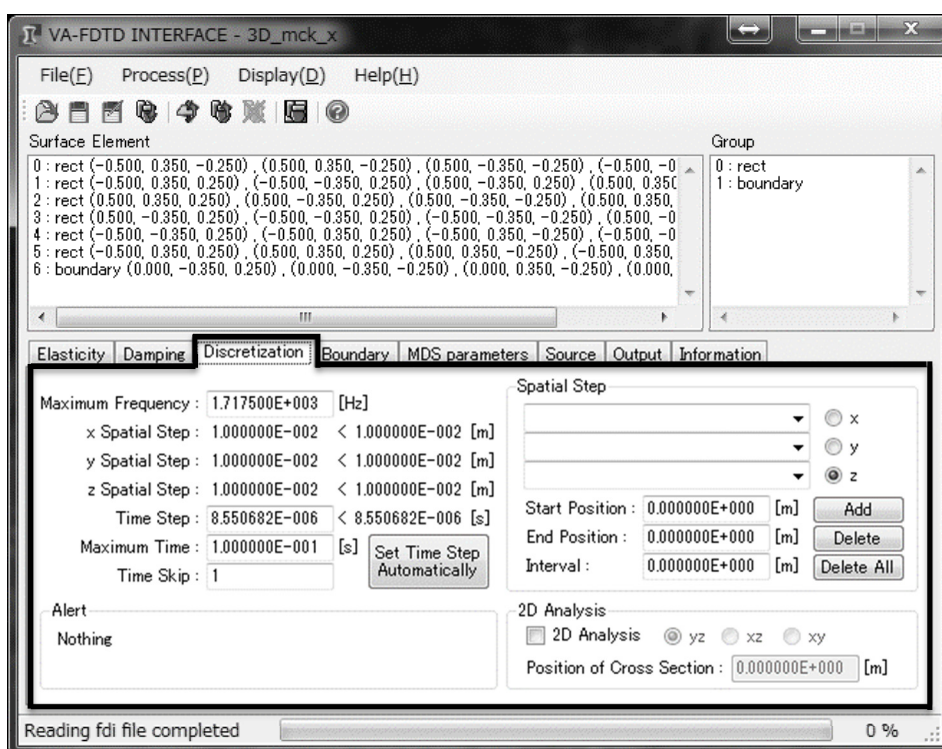 VA-FDTD INTERFACE - 3D_mck_x
File(F) Process(P) Display(D) Help(H)
Surface Element
Group
0 : rect (-0.500, 0.350, -0.250) , (0.500, 0.350, -0.250) , (0.500, -0.350, -0.250) , (-0.500, -0
1 : rect (-0.500, 0.350, 0.250) , (-0.500, -0.350, 0.250) , (0.500, -0.350, 0.250) , (0.500, 0.350
2 : rect (0.500, 0.350, 0.250) , (0.500, -0.350, 0.250) , (0.500, -0.350, -0.250) , (0.500, 0.350,
3 : rect (0.500, -0.350, 0.250) , (-0.500, -0.350, 0.250) , (-0.500, -0.350, -0.250) , (0.500, -0
4 : rect (-0.500, -0.350, 0.250) , (-0.500, 0.350, 0.250) , (-0.500, 0.350, -0.250) , (-0.500, -0
5 : rect (-0.500, 0.350, 0.250) , (0.500, 0.350, 0.250) , (0.500, 0.350, -0.250) , (-0.500, 0.350,
6 : boundary (0.000, -0.350, 0.250) , (0.000, -0.350, -0.250) , (0.000, 0.350, -0.250) , (0.000,
0 : rect
1 : boundary
Elasticity Damping Discretization Boundary MDS parameters Source Output Information
Maximum Frequency : 1.717500E+003 [Hz]
x Spatial Step : 1.000000E-002 < 1.000000E-002 [m]
y Spatial Step : 1.000000E-002 < 1.000000E-002 [m]
z Spatial Step : 1.000000E-002 < 1.000000E-002 [m]
Time Step : 8.550682E-006 < 8.550682E-006 [s]
Maximum Time : 1.000000E-001 [s]
Set Time Step
Automatically
Time Skip : 1
Spatial Step
x
y
z
Start Position : 0.000000E+000 [m] Add
End Position : 0.000000E+000 [m] Delete
Interval : 0.000000E+000 [m] Delete All
Alert
Nothing
2D Analysis
2D Analysis yz xz xy
Position of Cross Section : 0.000000E+000 [m]
Reading fdi file completed 0 %